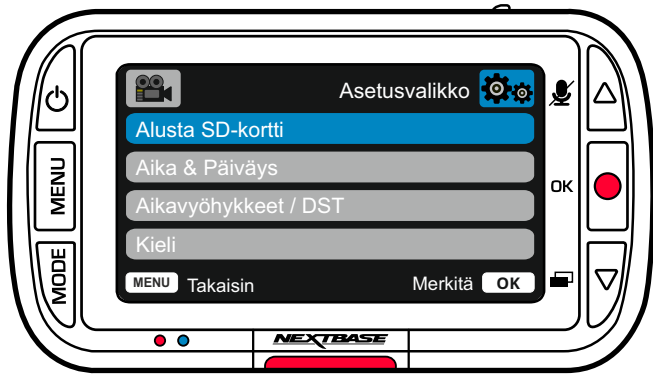 Asetusvalikko
Alusta SD-kortti
Aika & Päiväys
Aikavyöhykkeet / DST
Kieli
MENU Takaisin Merkitä OK
MENU
MODE
OK
NEXTBASE